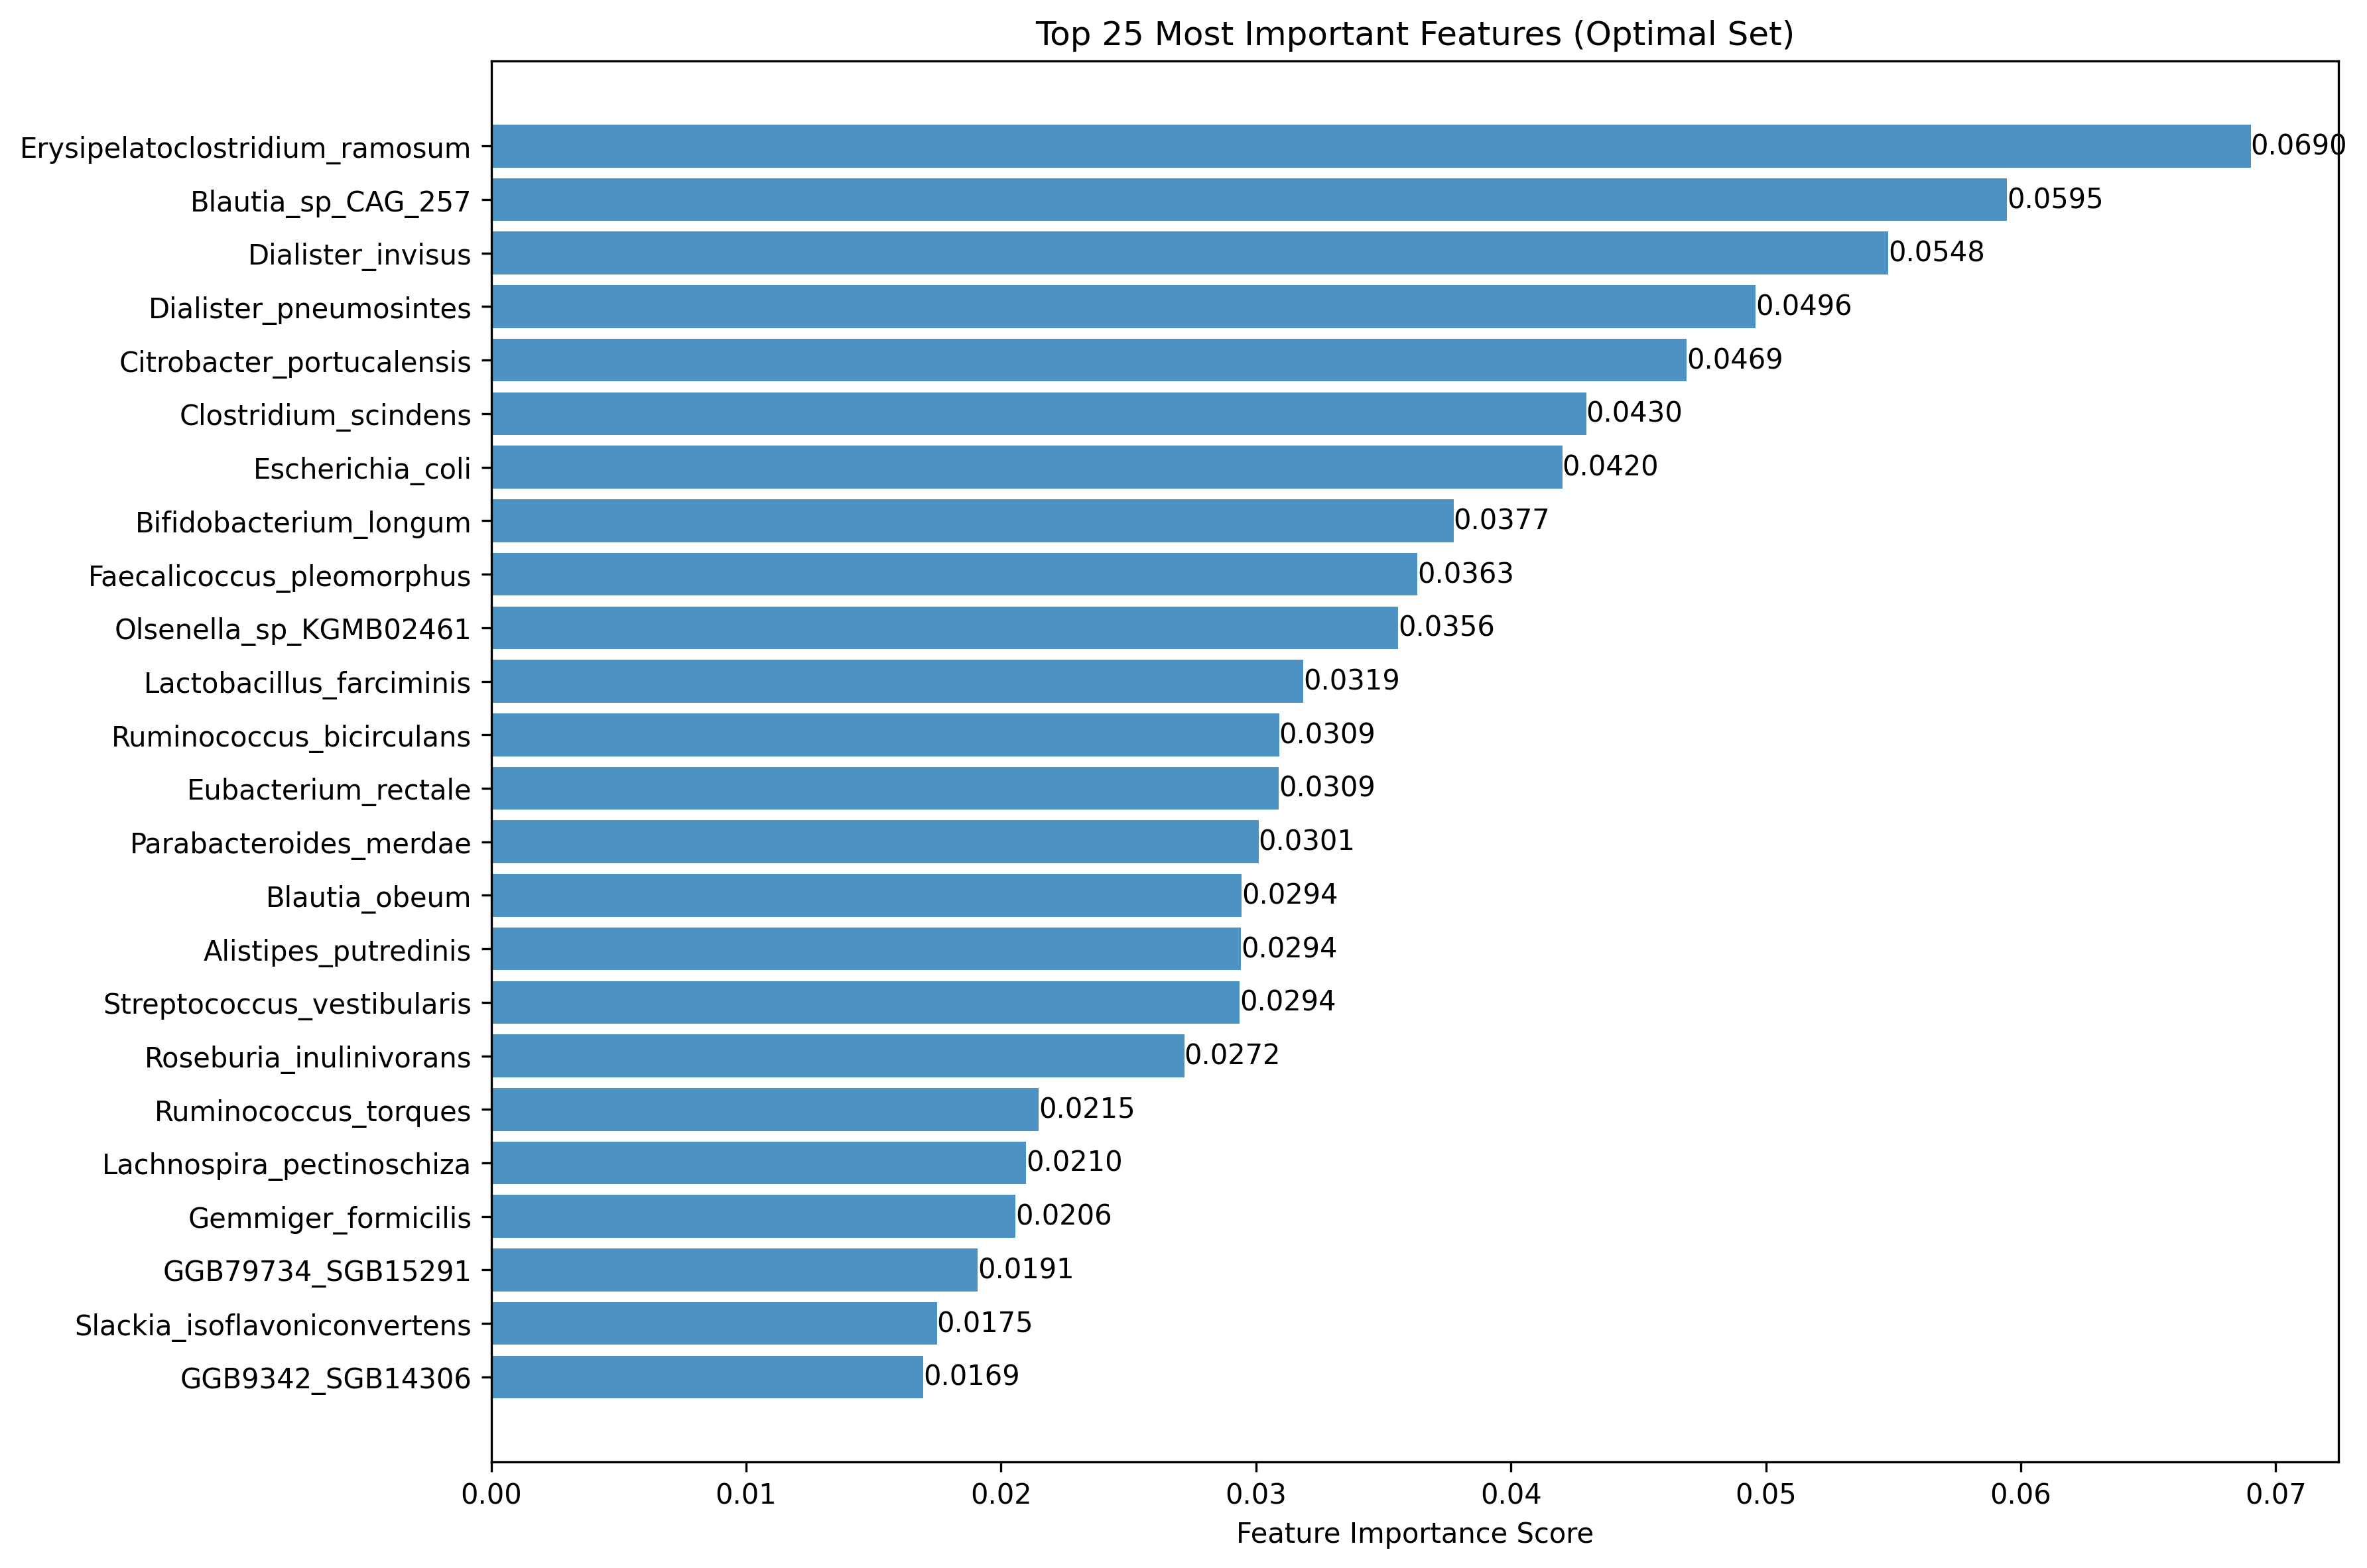 Top 25 Most Important Features (Optimal Set)
Erysipelatoclostridium_ramosum 0.0690
Blautia_sp_CAG_257 0.0595
Dialister_invisus 0.0548
Dialister_pneumosintes 0.0496
Citrobacter_portucalensis 0.0469
Clostridium_scindens 0.0430
Escherichia_coli 0.0420
Bifidobacterium_longum 0.0377
Faecalicoccus_pleomorphus 0.0363
Olsenella_sp_KGMB02461 0.0356
Lactobacillus_farciminis 0.0319
Ruminococcus_bicirculans 0.0309
Eubacterium_rectale 0.0309
Parabacteroides_merdae 0.0301
Blautia_obeum 0.0294
Alistipes_putredinis 0.0294
Streptococcus_vestibularis 0.0294
Roseburia_inulinivorans 0.0272
Ruminococcus_torques 0.0215
Lachnospira_pectinoschiza 0.0210
Gemmiger_formicilis 0.0206
GGB79734_SGB15291 0.0191
Slackia_isoflavoniconvertens 0.0175
GGB9342_SGB14306 0.0169
0.00 0.01 0.02 0.03 0.04 0.05 0.06 0.07
Feature Importance Score